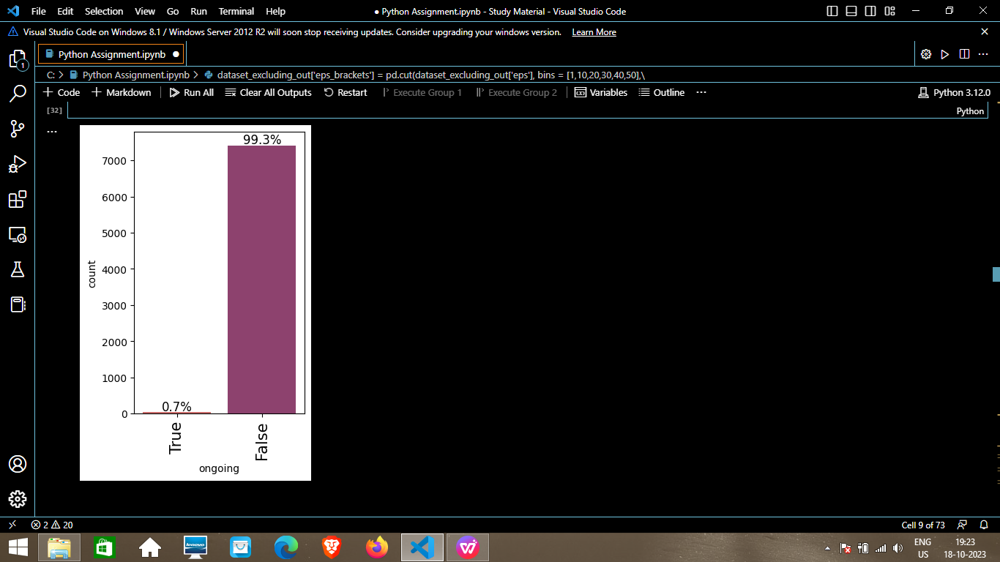 File Edit Selection View Go Run Terminal Help
● Python Assignment.ipynb - Study Material - Visual Studio Code
Visual Studio Code on Windows 8.1 / Windows Server 2012 R2 will soon stop receiving updates. Consider upgrading your windows version. Learn More
Python Assignment.ipynb ●
C: > Python Assignment.ipynb > dataset_excluding_out['eps_brackets'] = pd.cut(dataset_excluding_out['eps'], bins = [1,10,20,30,40,50],\
+ Code + Markdown Run All Clear All Outputs Restart Execute Group 1 Execute Group 2 Variables Outline ... Python 3.12.0
[32] Python
...
1
99.3%
7000
6000
5000
4000
3000
2000
1000
0
count
0.7%
True
False
ongoing
2 20
Cell 9 of 73
lenovo
ENG
US
19:23
18-10-2023